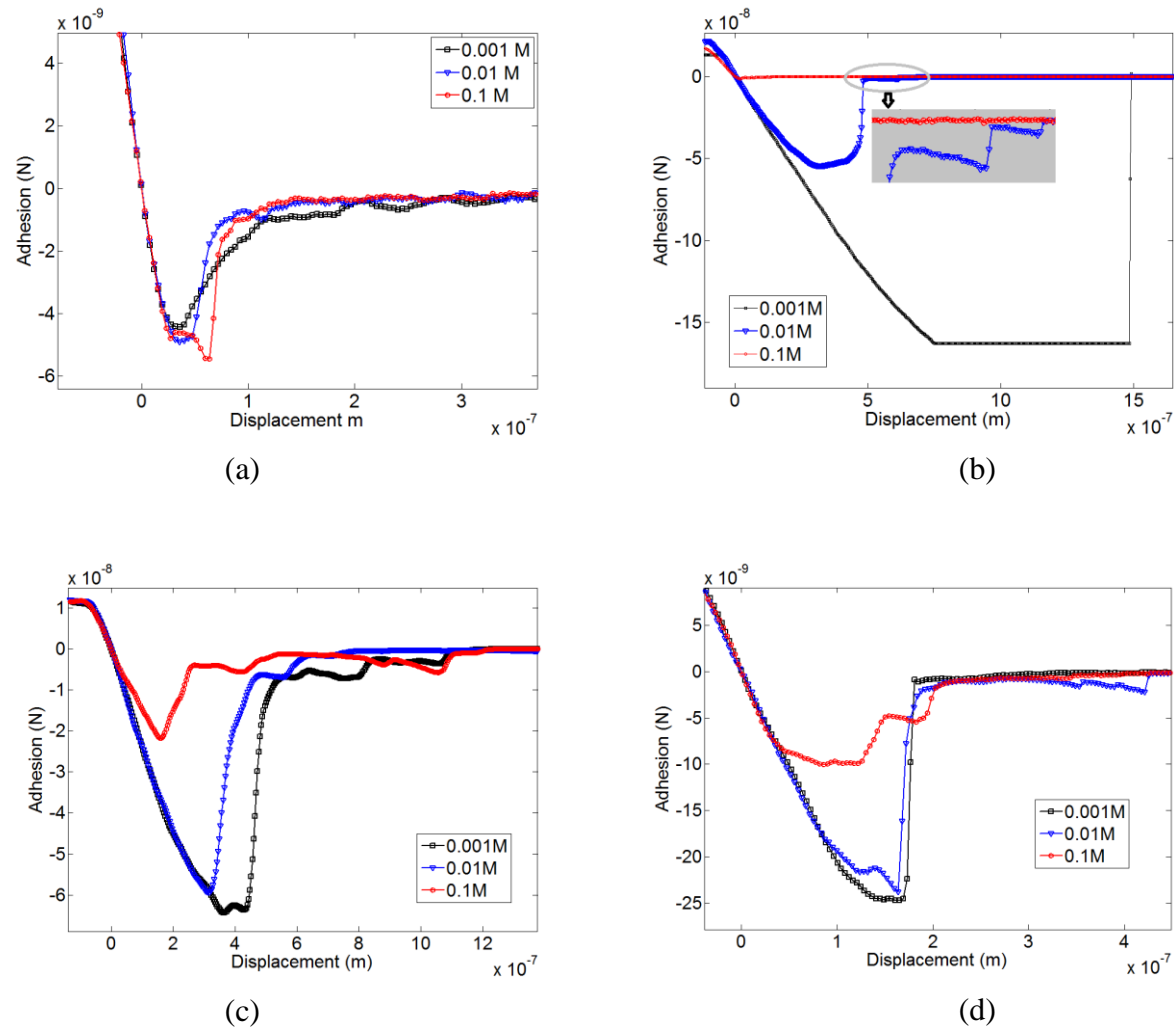 x 10-9
4
2
0
-2
-4
-6
Adhesion (N)
0.001 M
0.01 M
0.1 M
0 1 2 3
Displacement m
x 10-7
(a)
x 10-8
0
-5
-10
-15
Adhesion (N)
0.001M
0.01M
0.1M
0 5 10 15
Displacement (m)
x 10-7
(b)
x 10-8
1
0
-1
-2
-3
-4
-5
-6
Adhesion (N)
0.001M
0.01M
0.1M
0 2 4 6 8 10 12
Displacement (m)
x 10-7
(c)
x 10-9
5
0
-5
-10
-15
-20
-25
Adhesion (N)
0.001M
0.01M
0.1M
0 1 2 3 4
Displacement (m)
x 10-7
(d)